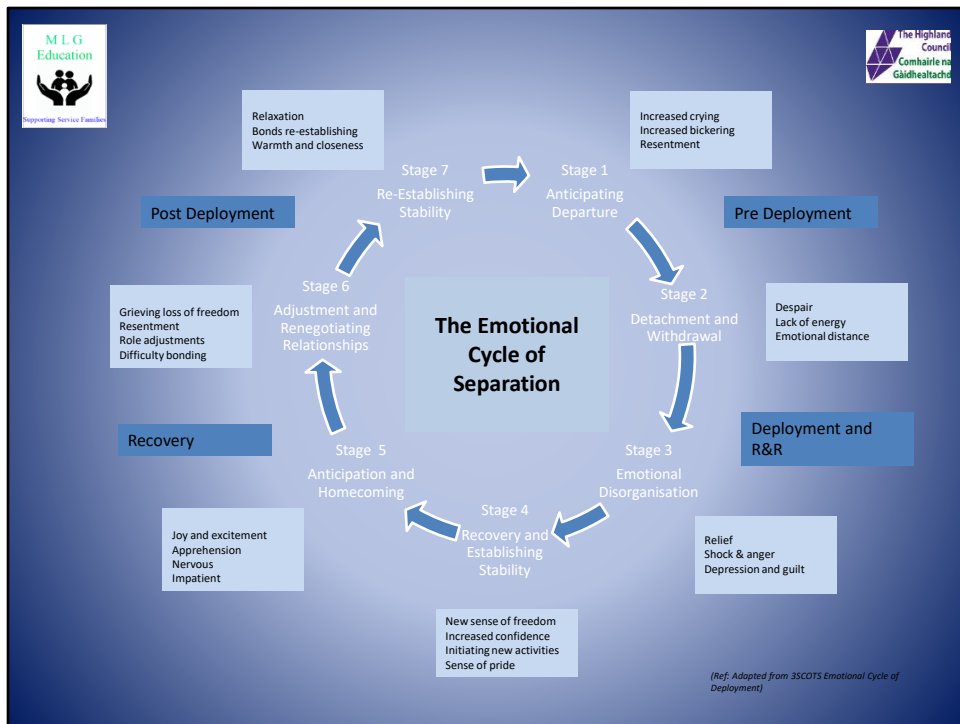 M L G
Education
Supporting Service Families
The Highland
Council
Comhairle na
Gàidhealtachd
Relaxation
Bonds re-establishing
Warmth and closeness
Increased crying
Increased bickering
Resentment
Stage 7
Re-Establishing
Stability
Stage 1
Anticipating
Departure
Post Deployment
Pre Deployment
Stage 6
Adjustment and
Renegotiating
Relationships
Stage 2
Detachment and
Withdrawal
Grieving loss of freedom
Resentment
Role adjustments
Difficulty bonding
Despair
Lack of energy
Emotional distance
The Emotional
Cycle of
Separation
Recovery
Deployment and
R&R
Stage 5
Anticipation and
Homecoming
Stage 3
Emotional
Disorganisation
Stage 4
Recovery and
Establishing
Stability
Joy and excitement
Apprehension
Nervous
Impatient
Relief
Shock & anger
Depression and guilt
New sense of freedom
Increased confidence
Initiating new activities
Sense of pride
(Ref: Adapted from 3SCOTS Emotional Cycle of
Deployment)